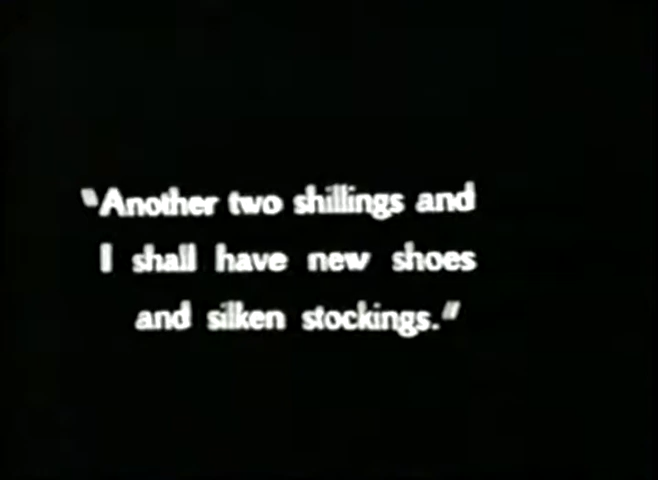 "Another two shillings and
I shall have new shoes
and silken stockings."